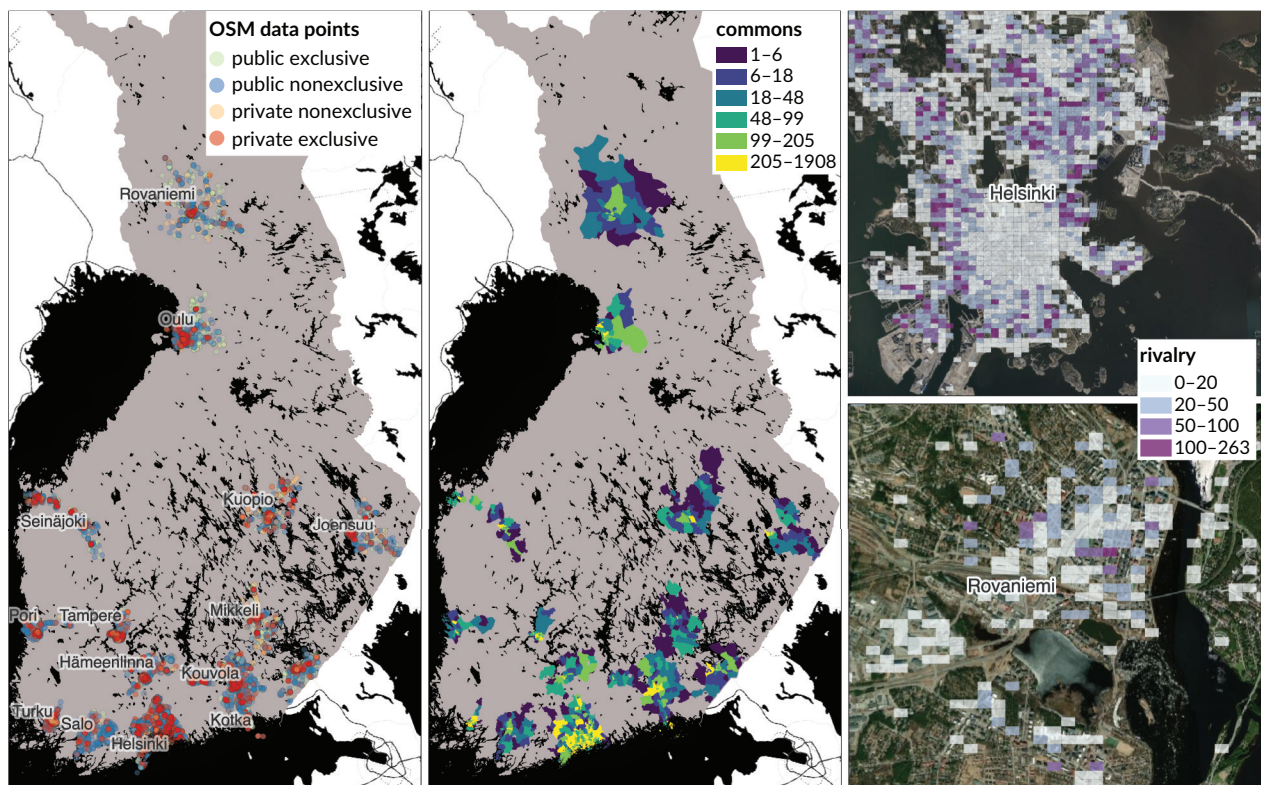 OSM data points
public exclusive
public nonexclusive
private nonexclusive
private exclusive
Rovaniemi
Oulu
Kuopio
Seinäjoki
Joensuu
Pori
Tampere
Mikkeli
Hämeenlinna
Kouvola
Turku
Salo
Kotka
Helsinki
commons
1–6
6–18
18–48
48–99
99–205
205–1908
Helsinki
rivalry
0–20
20–50
50–100
100–263
Rovaniemi